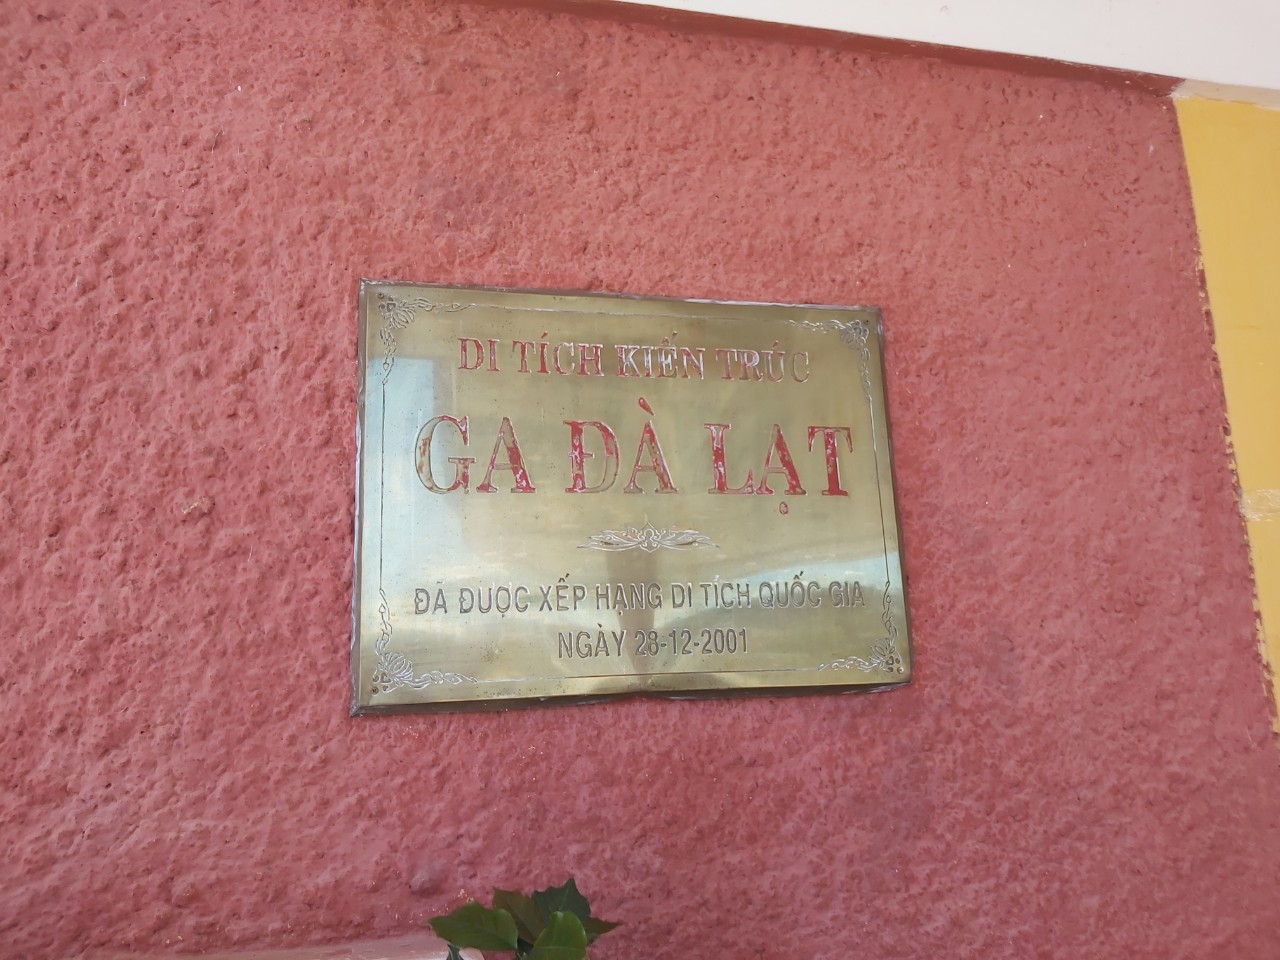 DI TÍCH KIẾN TRÚC
GA ĐÀ LẠT
ĐÃ ĐƯỢC XẾP HẠNG DI TÍCH QUỐC GIA
NGÀY 28-12-2001